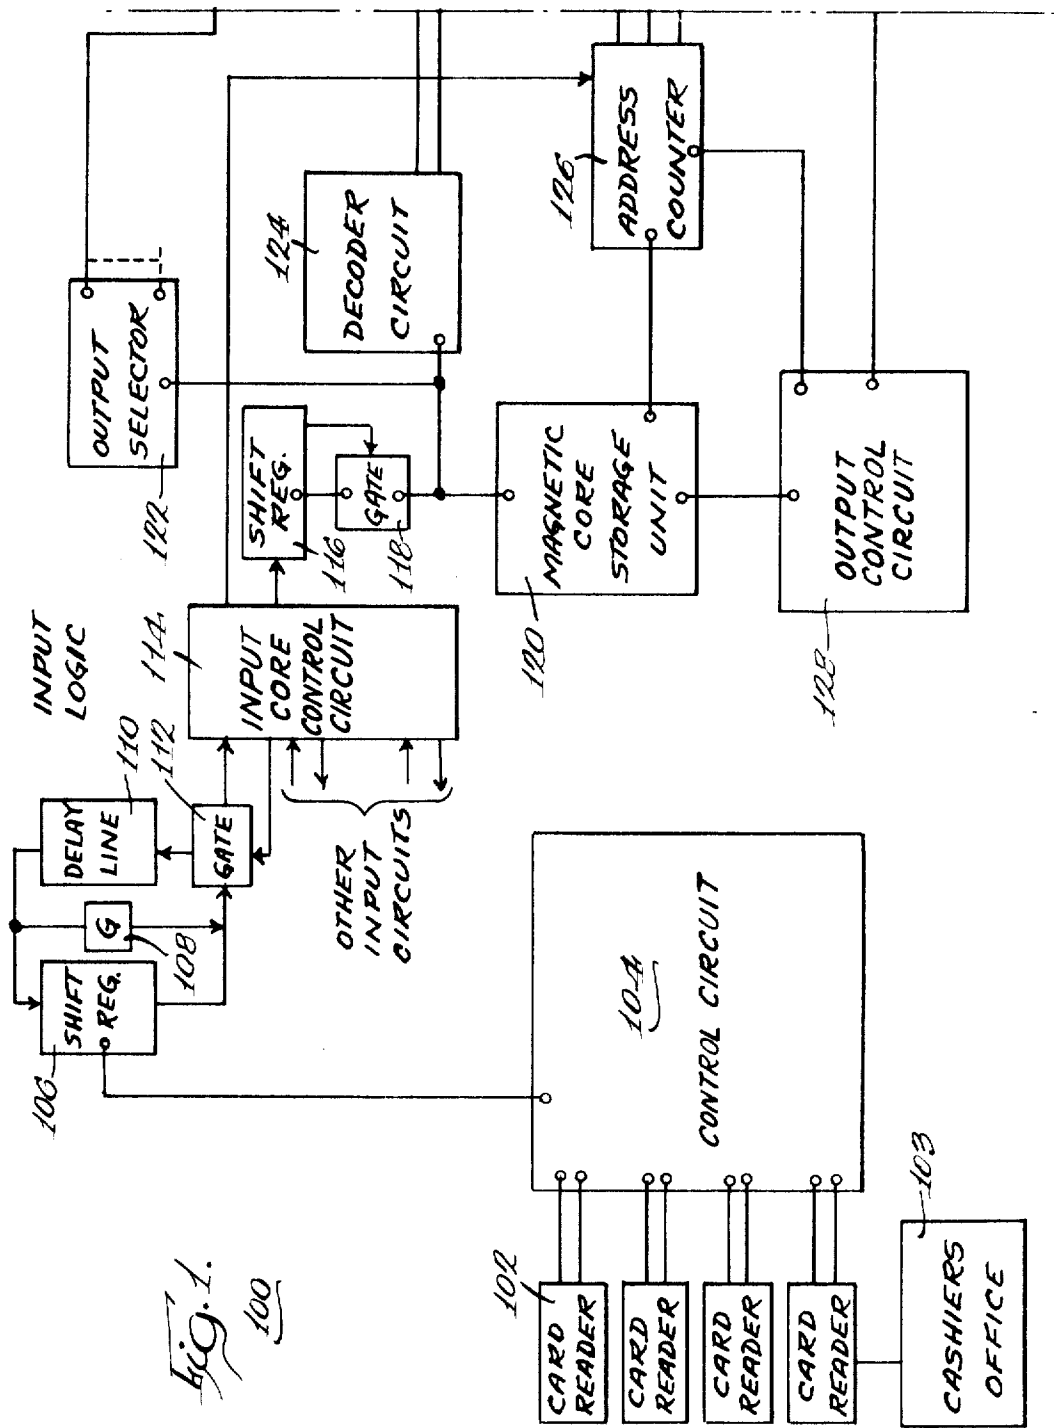 Fig. 1.
100
CARD
READER
102
CARD
READER
CARD
READER
CARD
READER
CASHIERS
OFFICE
103
CONTROL CIRCUIT
104
SHIFT
REG.
106
G
108
DELAY
LINE
110
GATE
112
INPUT
LOGIC
OTHER
INPUT
CIRCUITS
INPUT
CORE
CONTROL
CIRCUIT
114
SHIFT
REG.
116
GATE
118
MAGNETIC
CORE
STORAGE
UNIT
120
OUTPUT
SELECTOR
122
DECODER
CIRCUIT
124
ADDRESS
COUNTER
126
OUTPUT
CONTROL
CIRCUIT
128